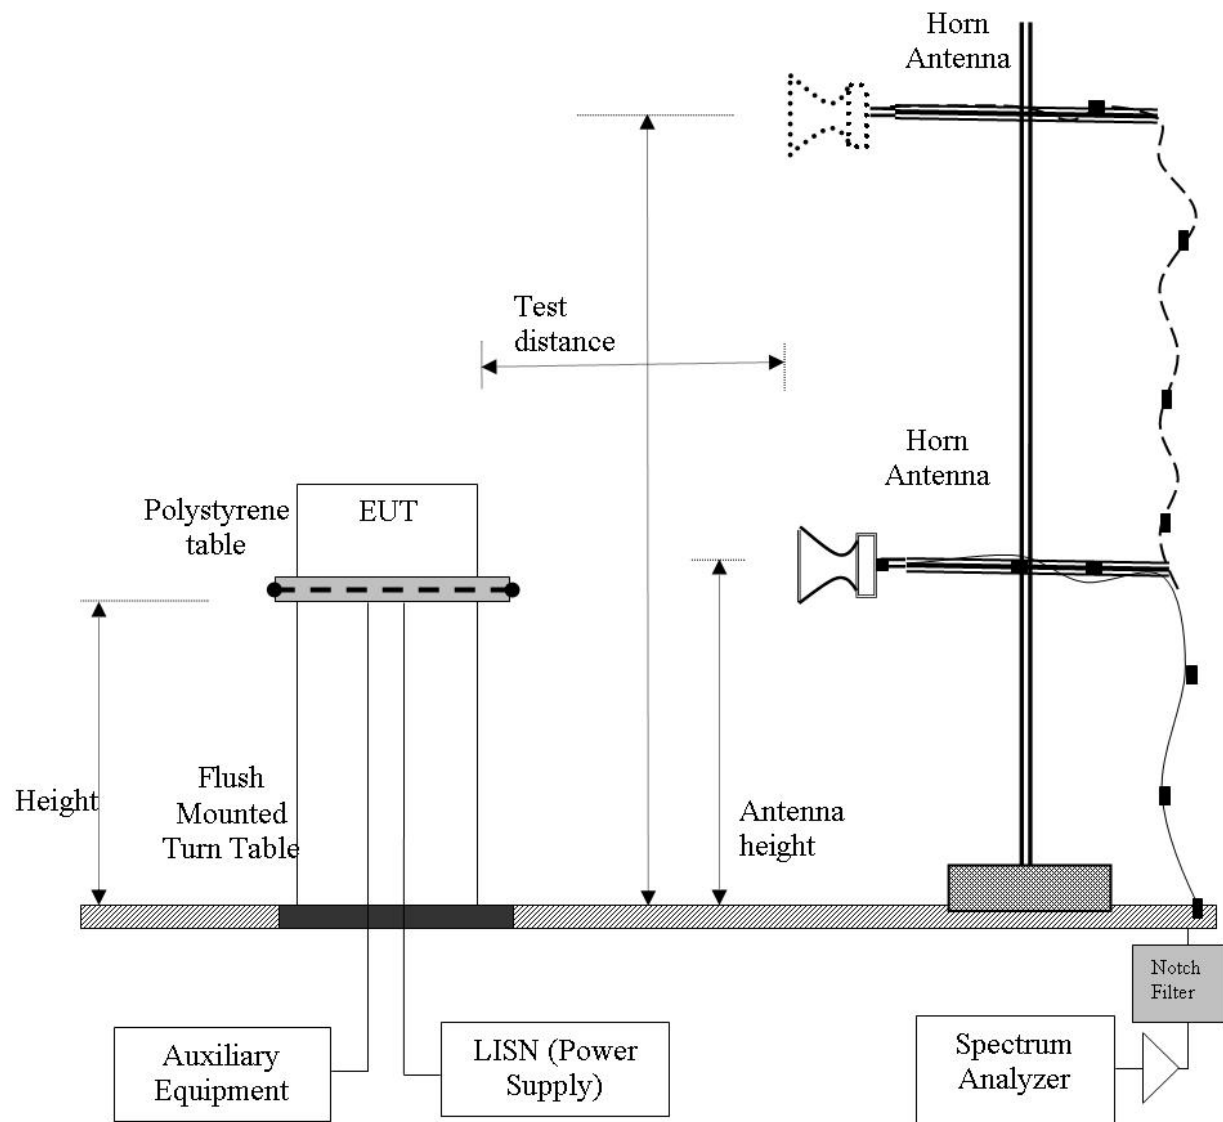 Horn
Antenna
Test
distance
Horn
Antenna
Polystyrene
table
EUT
Height
Flush
Mounted
Turn Table
Antenna
height
Notch
Filter
Auxiliary
Equipment
LISN (Power
Supply)
Spectrum
Analyzer